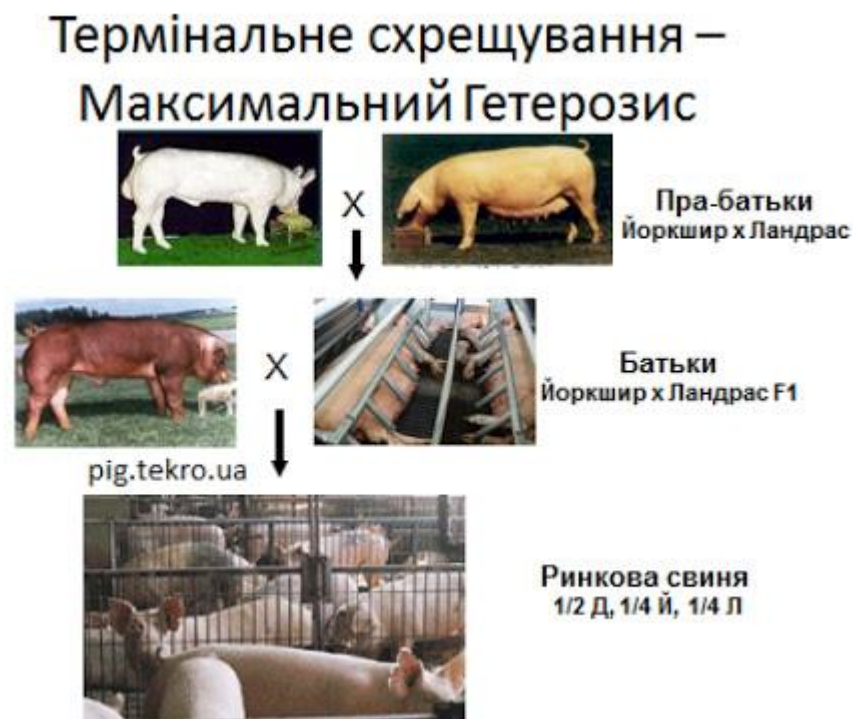 Термінальне схрещування –
Максимальний Гетерозис
X
Пра-батьки
Йоркшир х Ландрас
X
Батьки
Йоркшир х Ландрас F1
pig.tekro.ua
Ринкова свиня
1/2 Д, 1/4 Й, 1/4 Л